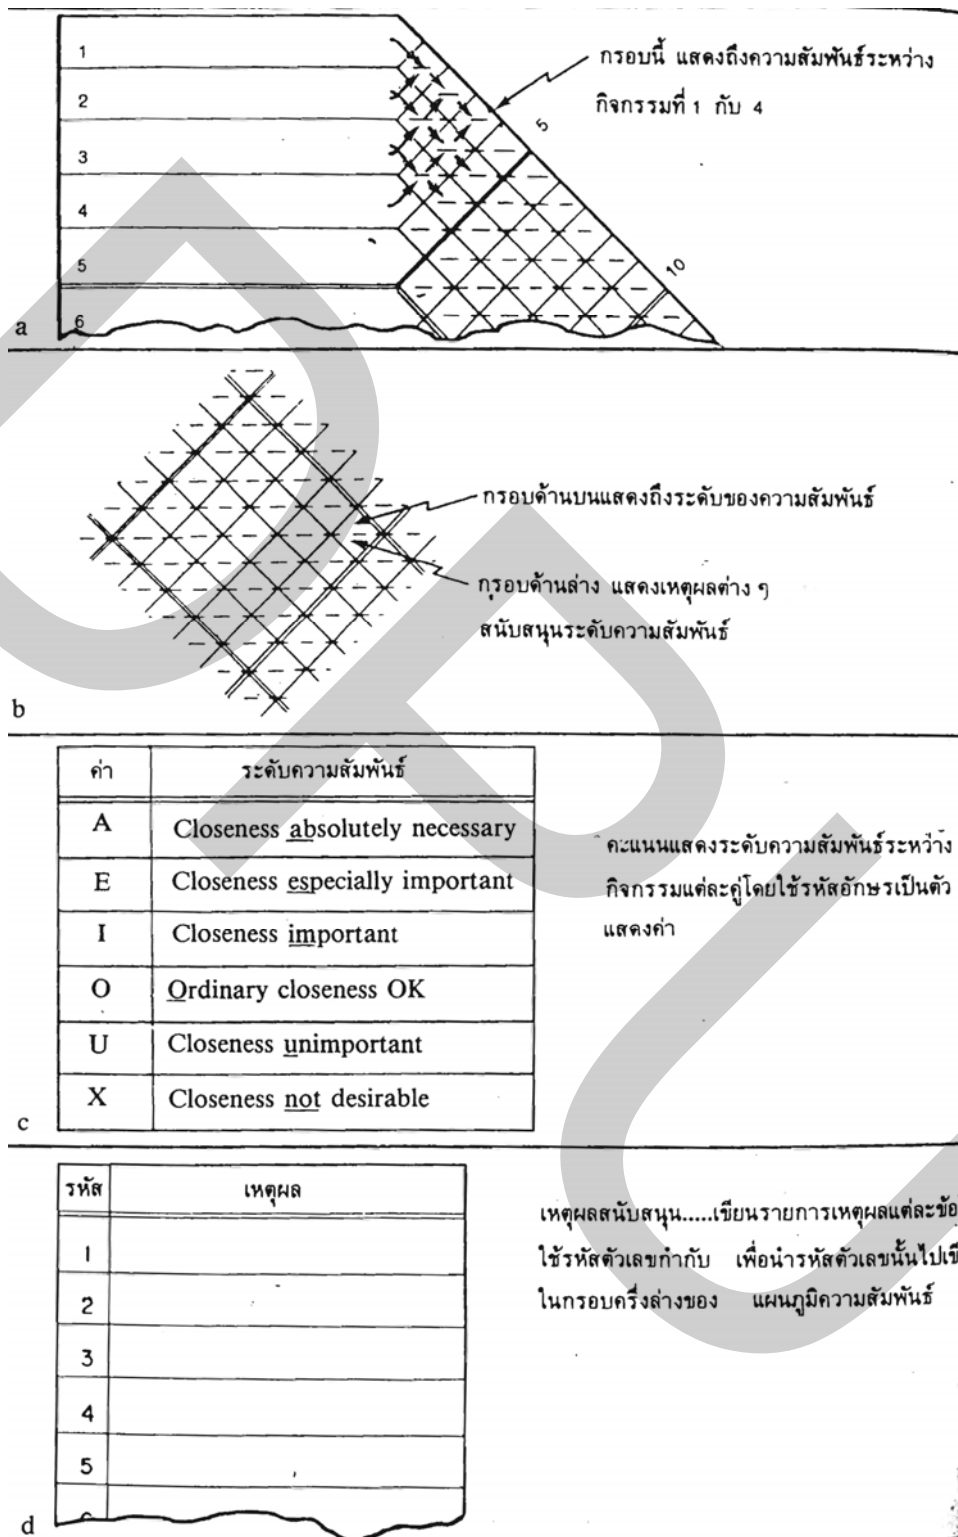 1
2
3
4
5
6
5
10
กรอบนี้ แสดงถึงความสัมพันธ์ระหว่าง
กิจกรรมที่ 1 กับ 4
a
กรอบด้านบนแสดงถึงระดับของความสัมพันธ์
กรอบด้านล่าง แสดงเหตุผลต่าง ๆ
สนับสนุนระดับความสัมพันธ์
b
ค่า ระดับความสัมพันธ์
A Closeness absolutely necessary
E Closeness especially important
I Closeness important
O Ordinary closeness OK
U Closeness unimportant
X Closeness not desirable
คะแนนแสดงระดับความสัมพันธ์ระหว่าง
กิจกรรมแต่ละคู่โดยใช้รหัสอักษรเป็นตัว
แสดงค่า
c
รหัส เหตุผล
1
2
3
4
5
เหตุผลสนับสนุน.....เขียนรายการเหตุผลแต่ละข้อ
ใช้รหัสตัวเลขกำกับ เพื่อนำรหัสตัวเลขนั้นไปเขี
ในกรอบครึ่งล่างของ แผนภูมิความสัมพันธ์
d
DPU